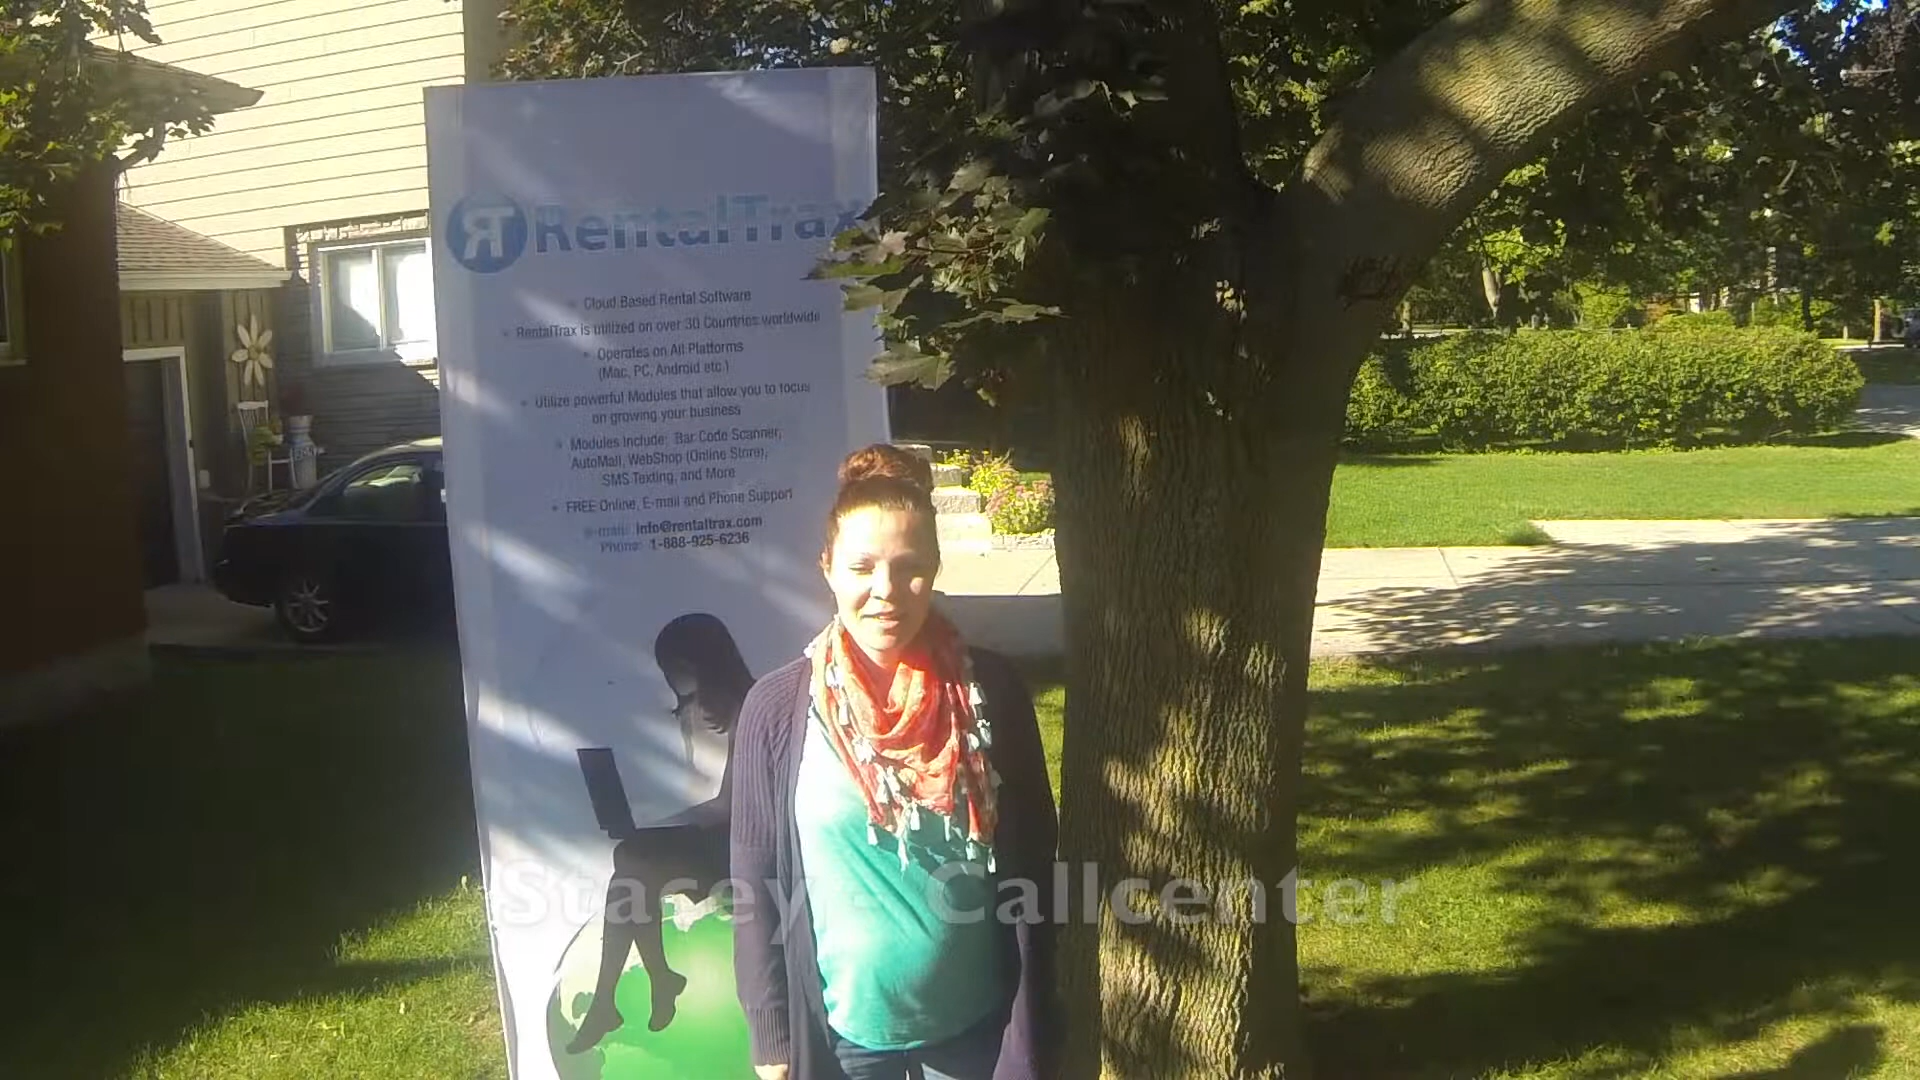 RT RentalTrax
Cloud Based Rental Software
RentalTrax is utilized on over 30 Countries worldwide
Operates on All Platforms
(Mac, PC, Android etc.)
Utilize powerful Modules that allow you to focus
on growing your business
Modules Include: Bar Code Scanner,
AutoMail, WebShop (Online Store),
SMS Texting, and More
FREE Online, E-mail and Phone Support
e-mail: info@rentaltrax.com
Phone: 1-888-925-6236
Stacey - Callcenter